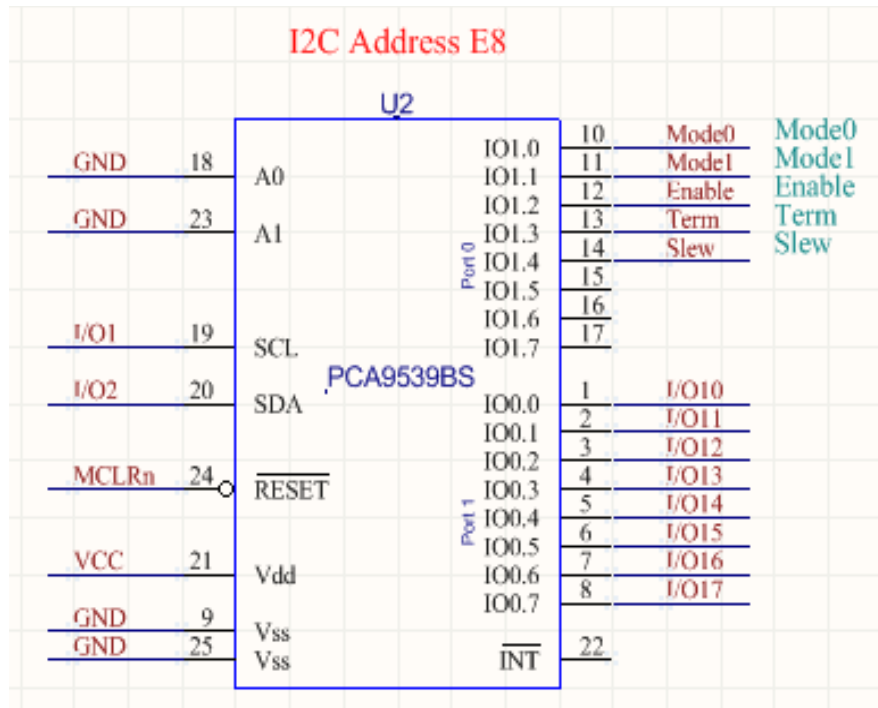 I2C Address E8
U2
GND 18 A0
GND 23 A1
I/O1 19 SCL
I/O2 20 SDA
MCLRn 24 RESET
VCC 21 Vdd
GND 9 Vss
GND 25 Vss
PCA9539BS
Port 0
IO1.0 10 Mode0 Mode0
IO1.1 11 Mode1 Mode1
IO1.2 12 Enable Enable
IO1.3 13 Term Term
IO1.4 14 Slew Slew
IO1.5 15
IO1.6 16
IO1.7 17
Port 1
IO0.0 1 I/O10
IO0.1 2 I/O11
IO0.2 3 I/O12
IO0.3 4 I/O13
IO0.4 5 I/O14
IO0.5 6 I/O15
IO0.6 7 I/O16
IO0.7 8 I/O17
INT 22